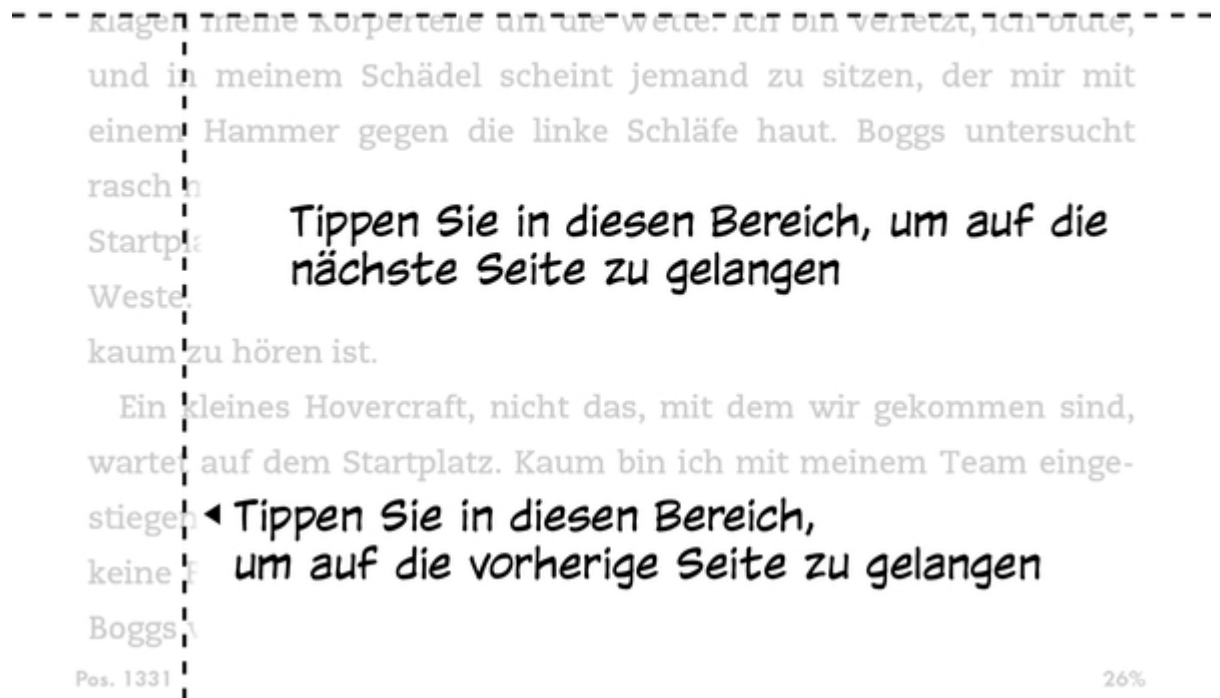 klagen meine Körperteile um die Wette. Ich bin verletzt, ich blute,
und in meinem Schädel scheint jemand zu sitzen, der mir mit
einem Hammer gegen die linke Schläfe haut. Boggs untersucht
rasch
Tippen Sie in diesen Bereich, um auf die
nächste Seite zu gelangen
Weste.
kaum zu hören ist.
Ein kleines Hovercraft, nicht das, mit dem wir gekommen sind,
wartet auf dem Startplatz. Kaum bin ich mit meinem Team einge-
stiegen
◄ Tippen Sie in diesen Bereich,
um auf die vorherige Seite zu gelangen
keine
Boggs
Pos. 1331
26%